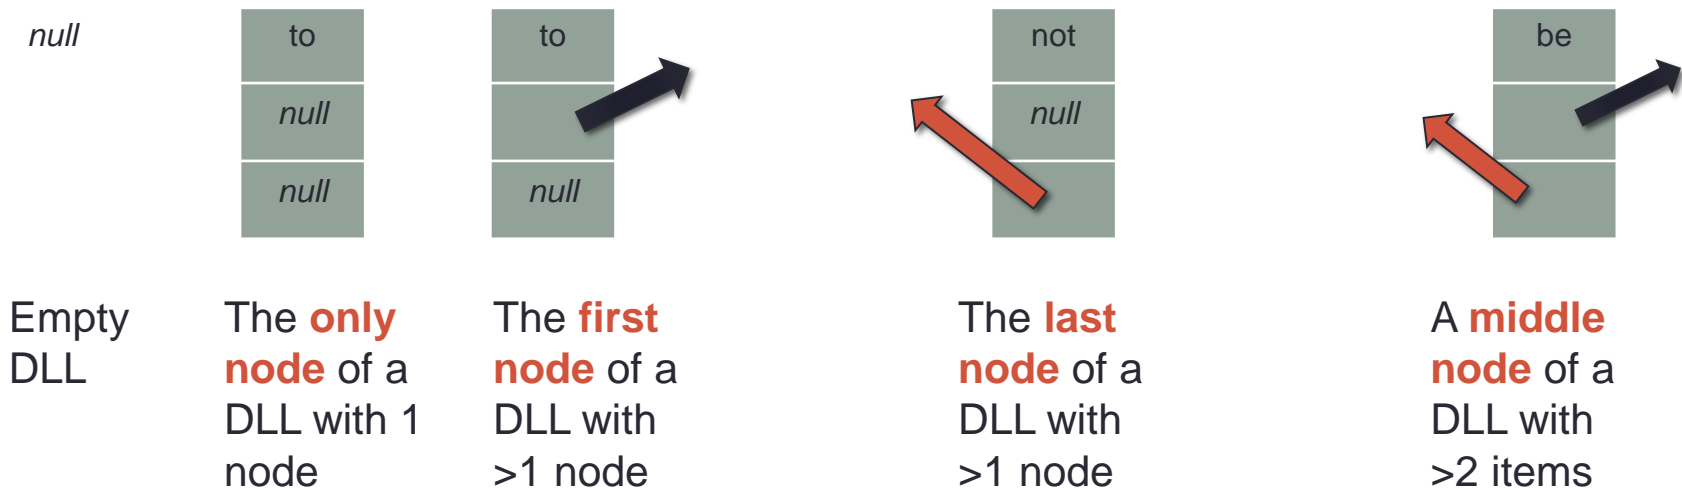 null
to
null
null
to
null
not
null
be
Empty
DLL
The only
node of a
DLL with 1
node
The first
node of a
DLL with
>1 node
The last
node of a
DLL with
>1 node
A middle
node of a
DLL with
>2 items